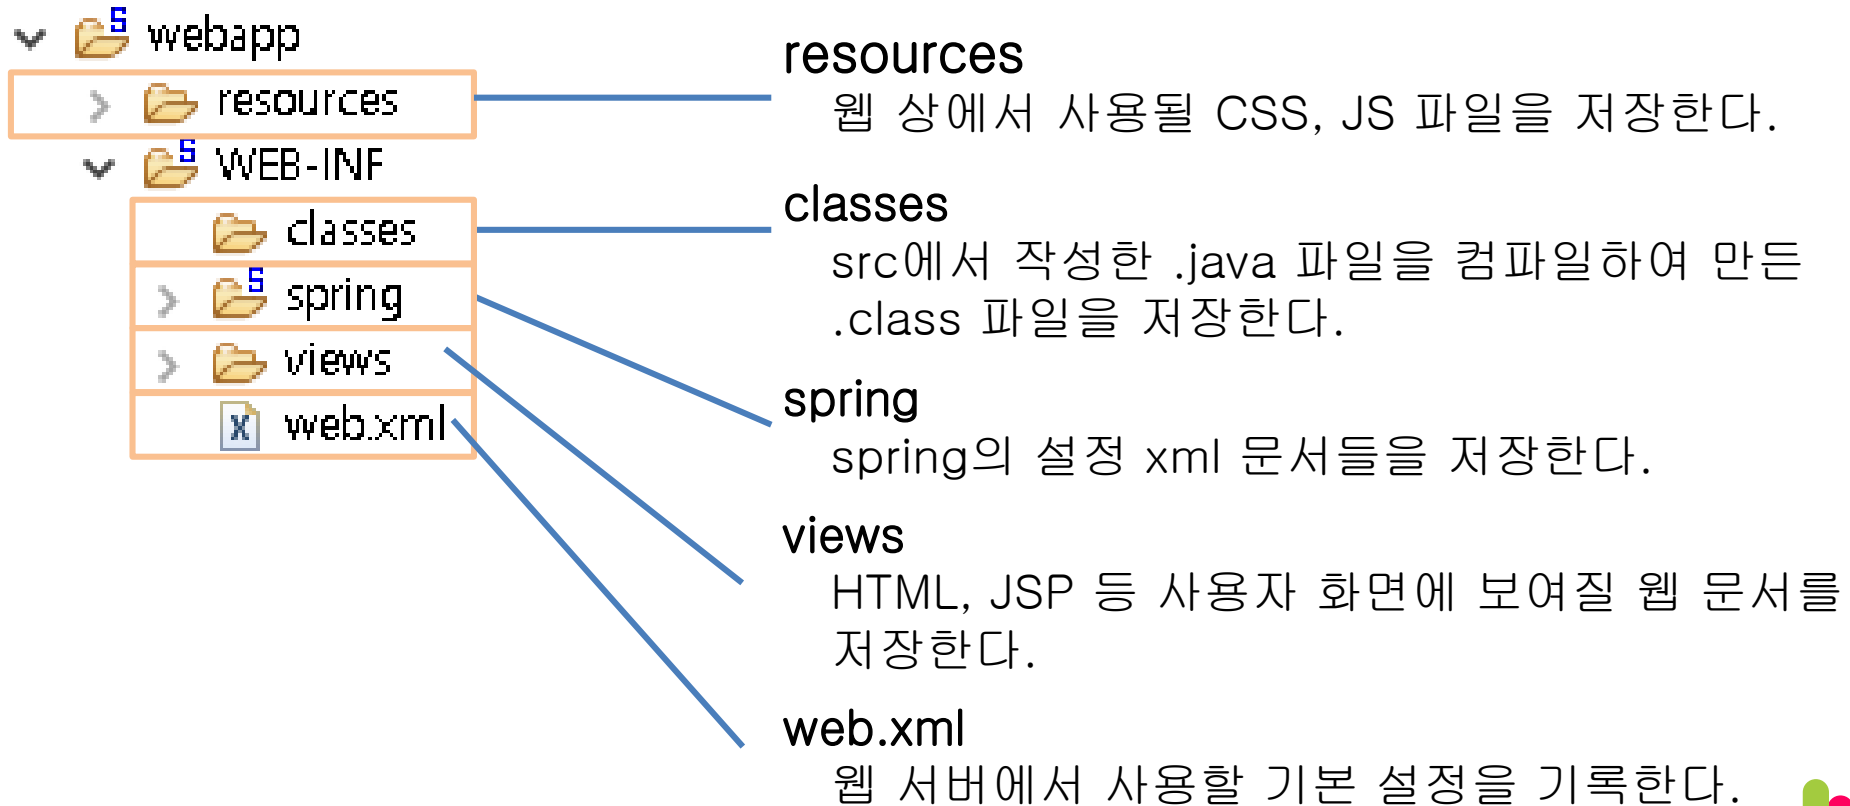 webapp
resources
WEB-INF
classes
spring
views
web.xml
resources
웹 상에서 사용될 CSS, JS 파일을 저장한다.
classes
src에서 작성한 .java 파일을 컴파일하여 만든
.class 파일을 저장한다.
spring
spring의 설정 xml 문서들을 저장한다.
views
HTML, JSP 등 사용자 화면에 보여질 웹 문서를
저장한다.
web.xml
웹 서버에서 사용할 기본 설정을 기록한다.